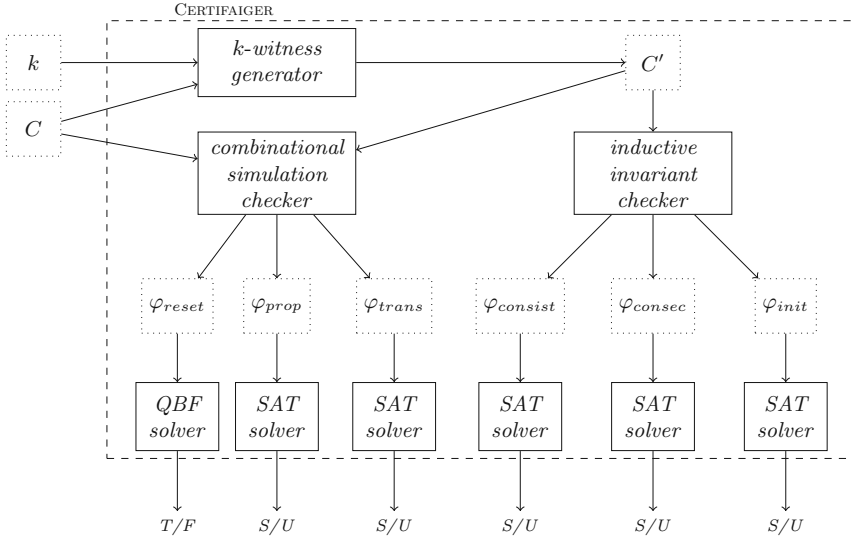 CERTIFAIGER
k
k-witness
generator
C′
C
combinational
simulation
checker
inductive
invariant
checker
φreset
φprop
φtrans
φconsist
φconsec
φinit
QBF
solver
SAT
solver
SAT
solver
SAT
solver
SAT
solver
SAT
solver
T/F
S/U
S/U
S/U
S/U
S/U